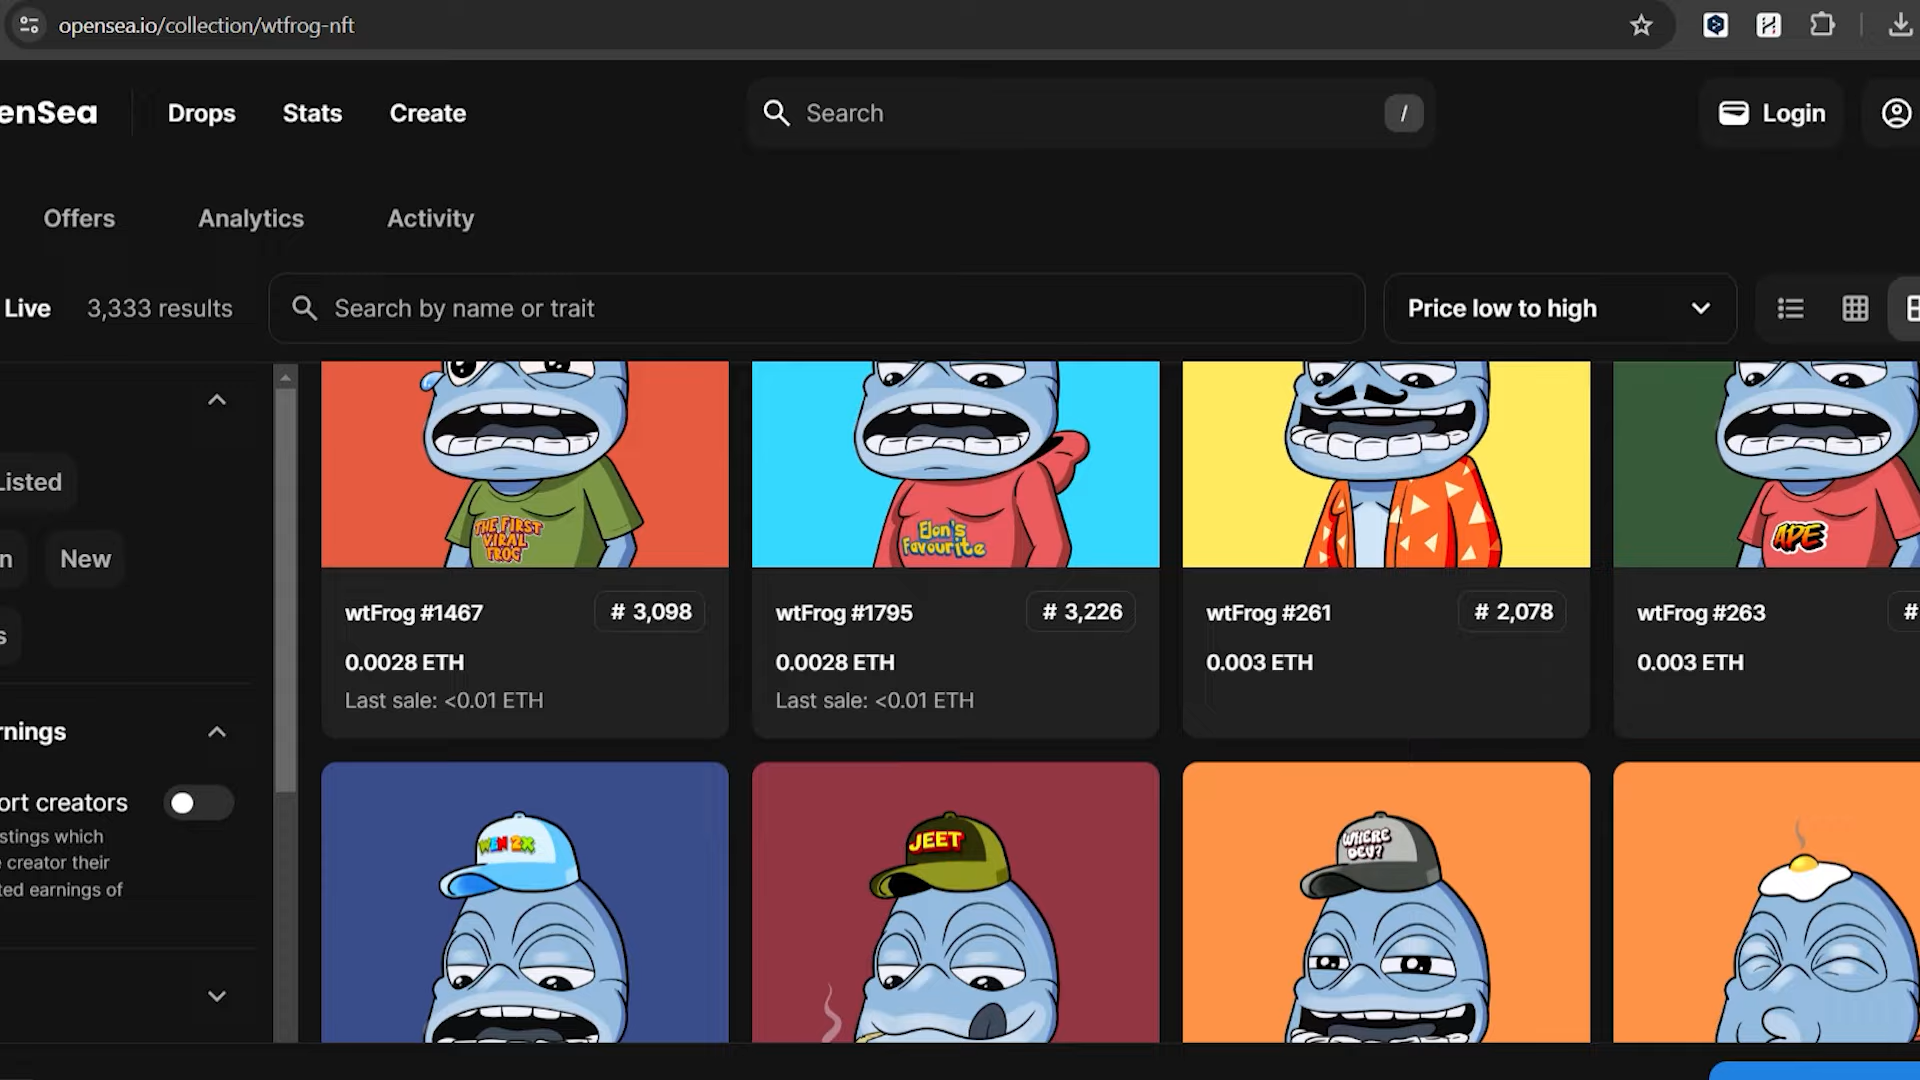 opensea.io/collection/wtfrog-nft
enSea
Drops
Stats
Create
Search
/
Login
Offers
Analytics
Activity
Live
3,333 results
Search by name or trait
Price low to high
Listed
n
New
s
rnings
ort creators
stings which
e creator their
ted earnings of
THE FIRST
VIRAL
FROG
Elon's
Favourite
APE
wtFrog #1467
# 3,098
0.0028 ETH
Last sale: <0.01 ETH
wtFrog #1795
# 3,226
0.0028 ETH
Last sale: <0.01 ETH
wtFrog #261
# 2,078
0.003 ETH
wtFrog #263
#
0.003 ETH
WEN 2X
JEET
WHERE
DEV?